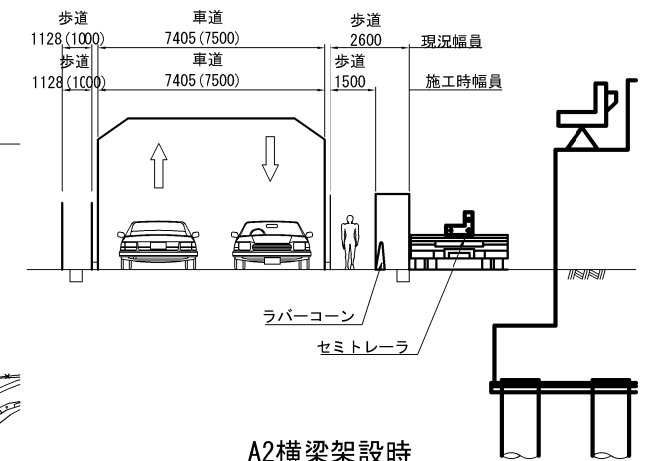 歩道 車道 歩道
1128(1000) 7405(7500) 2600 現況幅員
歩道 車道 歩道
1128(1000) 7405(7500) 1500 施工時幅員
ラバーコーン
セミトレーラ
A2横梁架設時